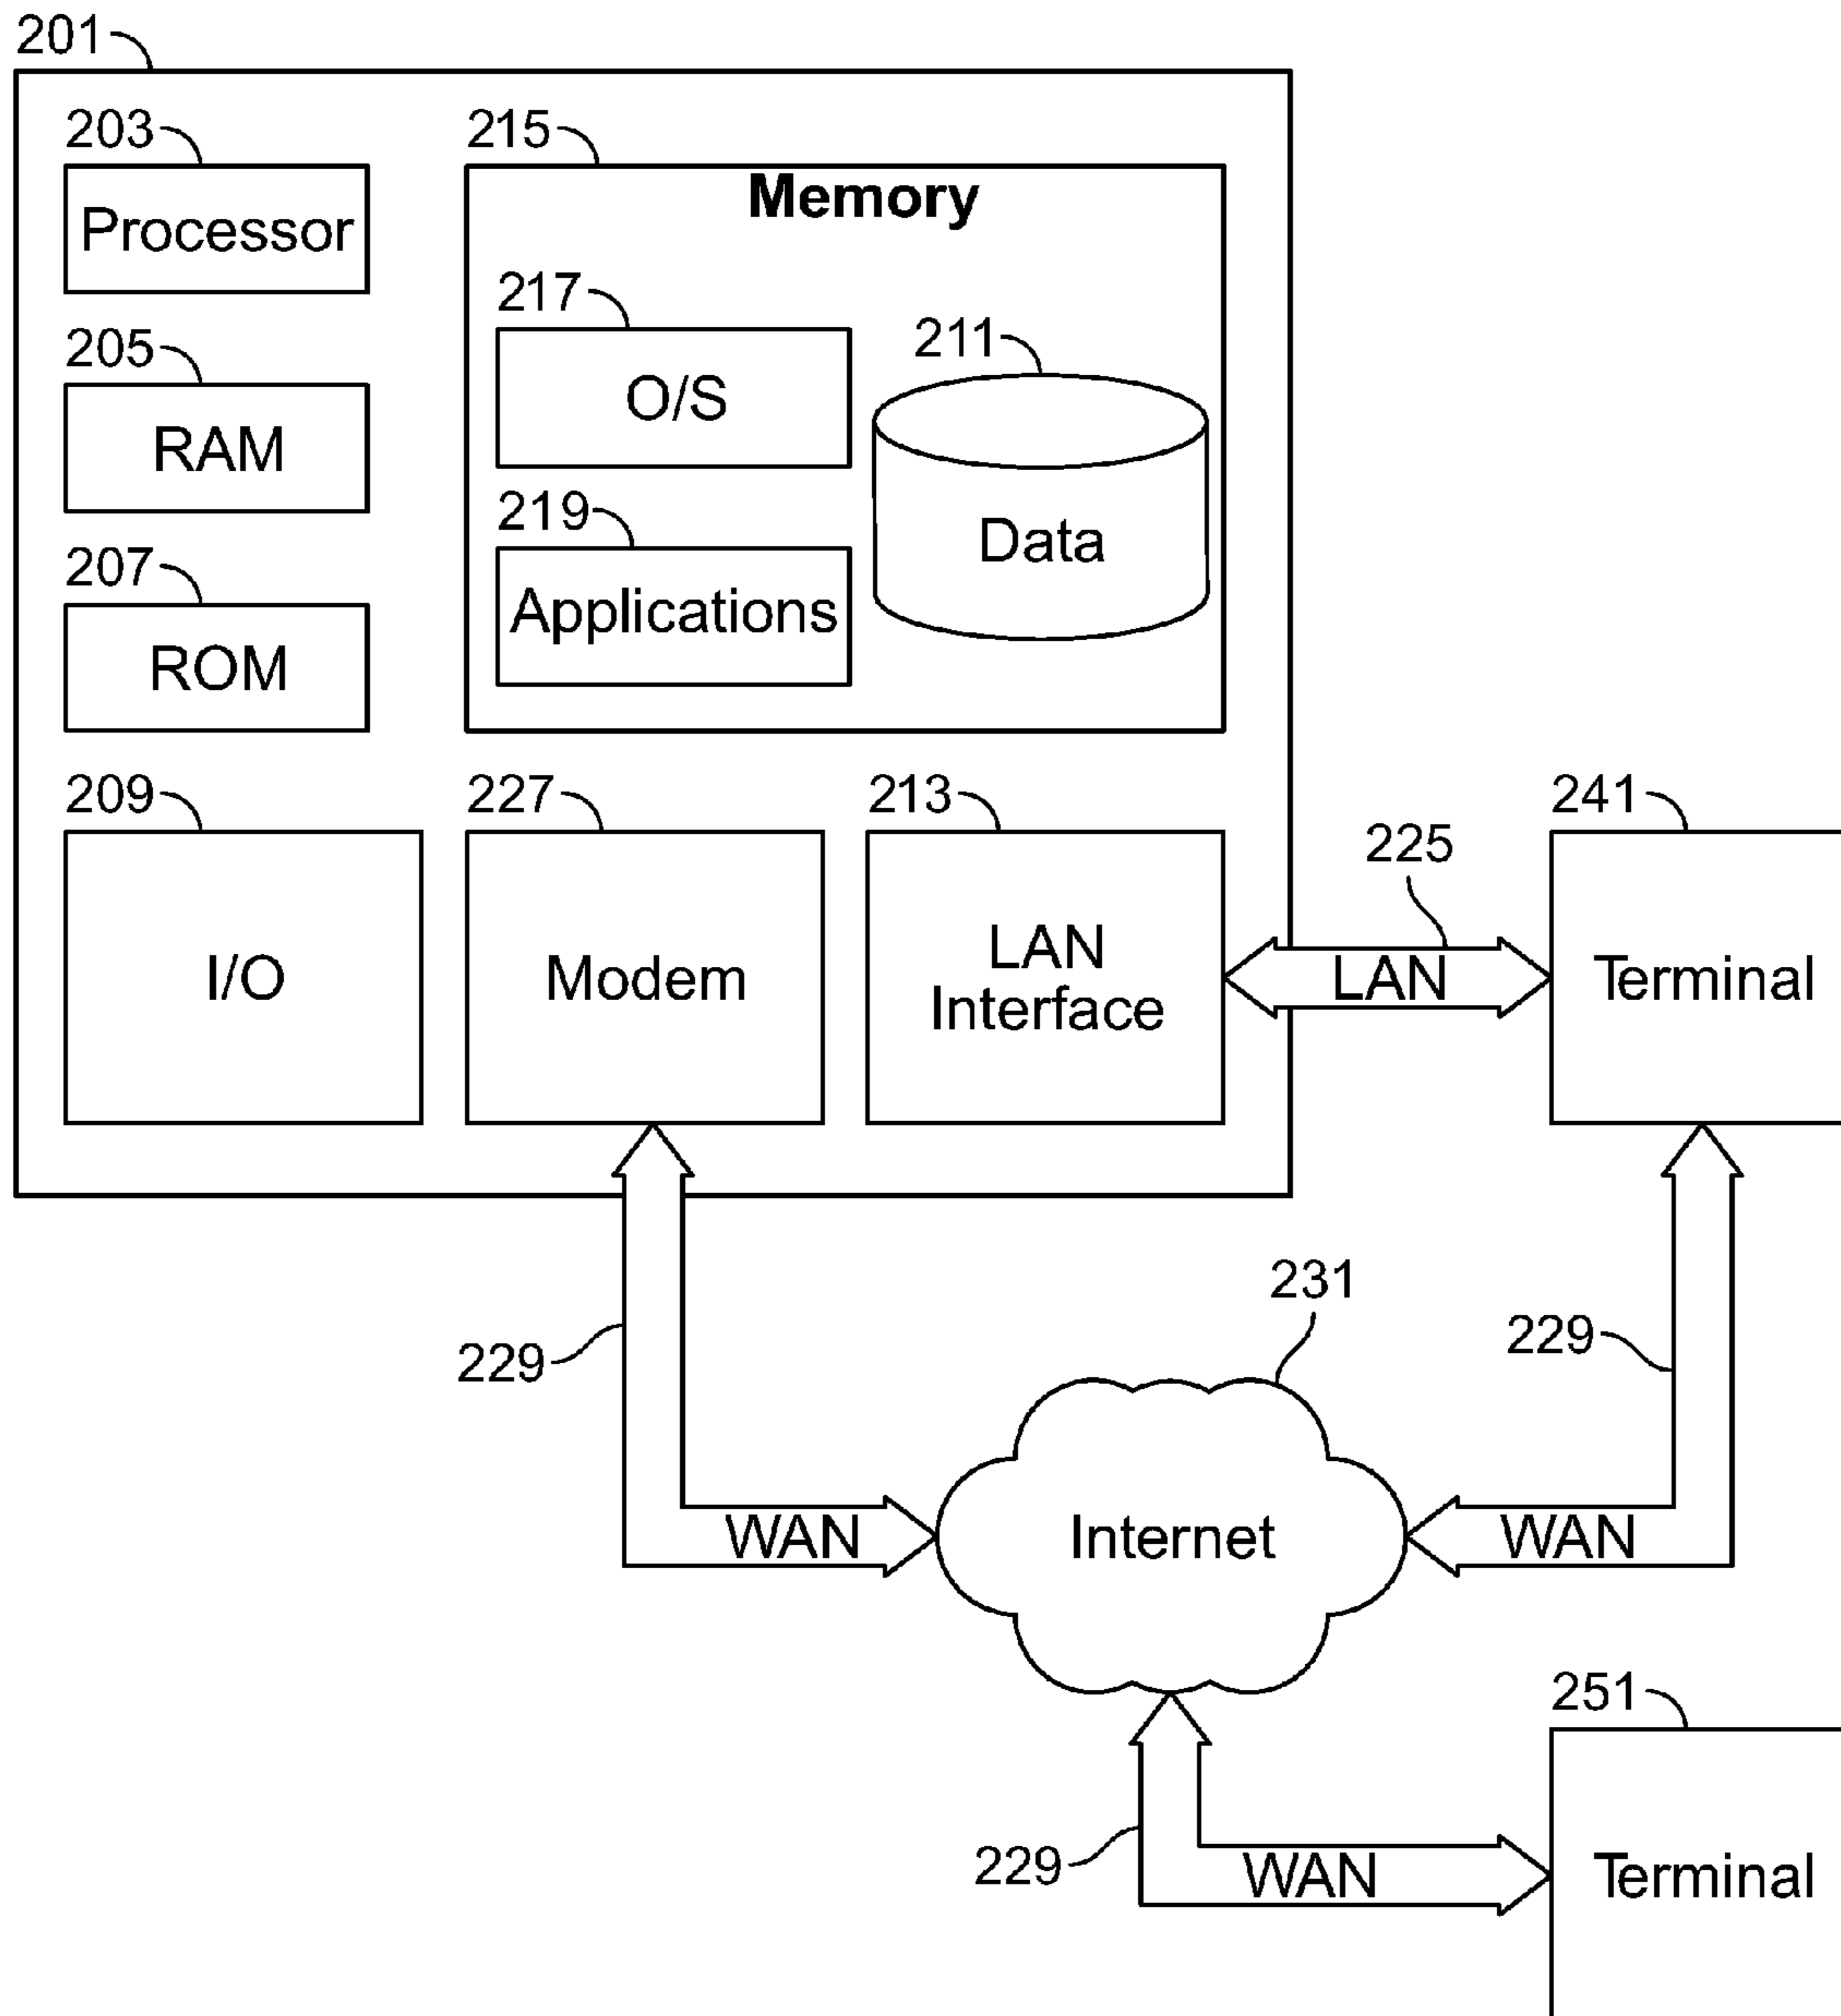 201
203
215
Processor
Memory
217
211
205
O/S
RAM
219
Data
207
Applications
ROM
209
227
213
241
225
I/O
Modem
LAN
Interface
LAN
Terminal
231
229
229
WAN
Internet
WAN
251
229
WAN
Terminal